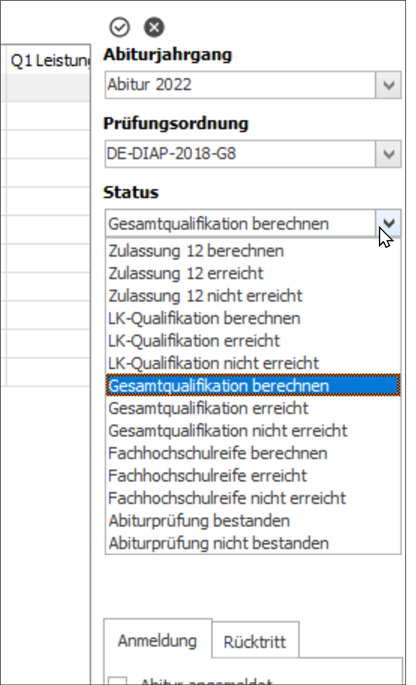 Q1 Leistung
Abiturjahrgang
Abitur 2022
Prüfungsordnung
DE-DIAP-2018-G8
Status
Gesamtqualifikation berechnen
Zulassung 12 berechnen
Zulassung 12 erreicht
Zulassung 12 nicht erreicht
LK-Qualifikation berechnen
LK-Qualifikation erreicht
LK-Qualifikation nicht erreicht
Gesamtqualifikation berechnen
Gesamtqualifikation erreicht
Gesamtqualifikation nicht erreicht
Fachhochschulreife berechnen
Fachhochschulreife erreicht
Fachhochschulreife nicht erreicht
Abiturprüfung bestanden
Abiturprüfung nicht bestanden
Anmeldung Rücktritt
Abitur angemeldet